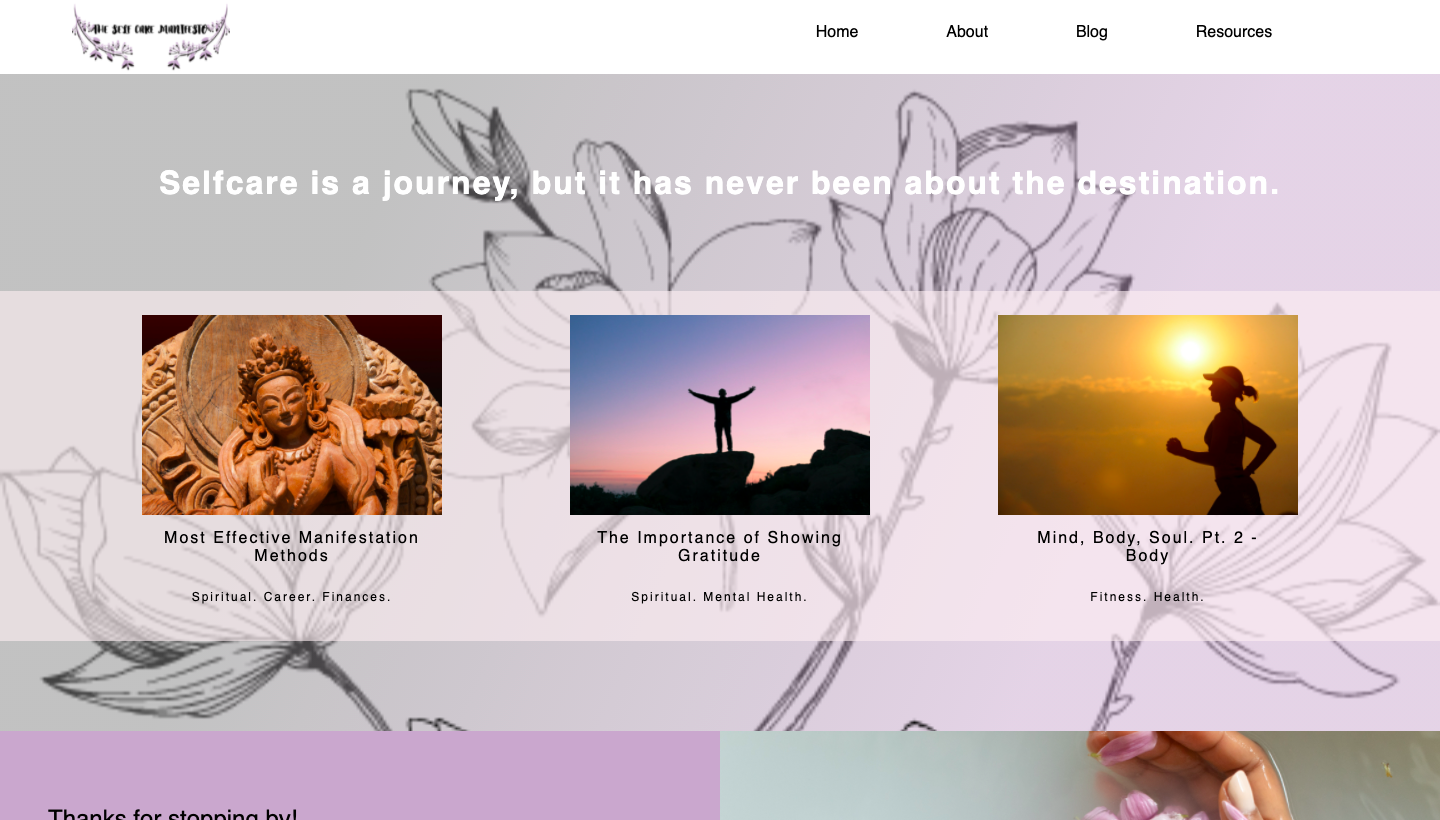 THE SELF CARE MANIFESTO
Home
About
Blog
Resources
Selfcare is a journey, but it has never been about the destination.
Most Effective Manifestation
Methods
Spiritual. Career. Finances.
The Importance of Showing
Gratitude
Spiritual. Mental Health.
Mind, Body, Soul. Pt. 2 -
Body
Fitness. Health.
Thanks for stopping by!